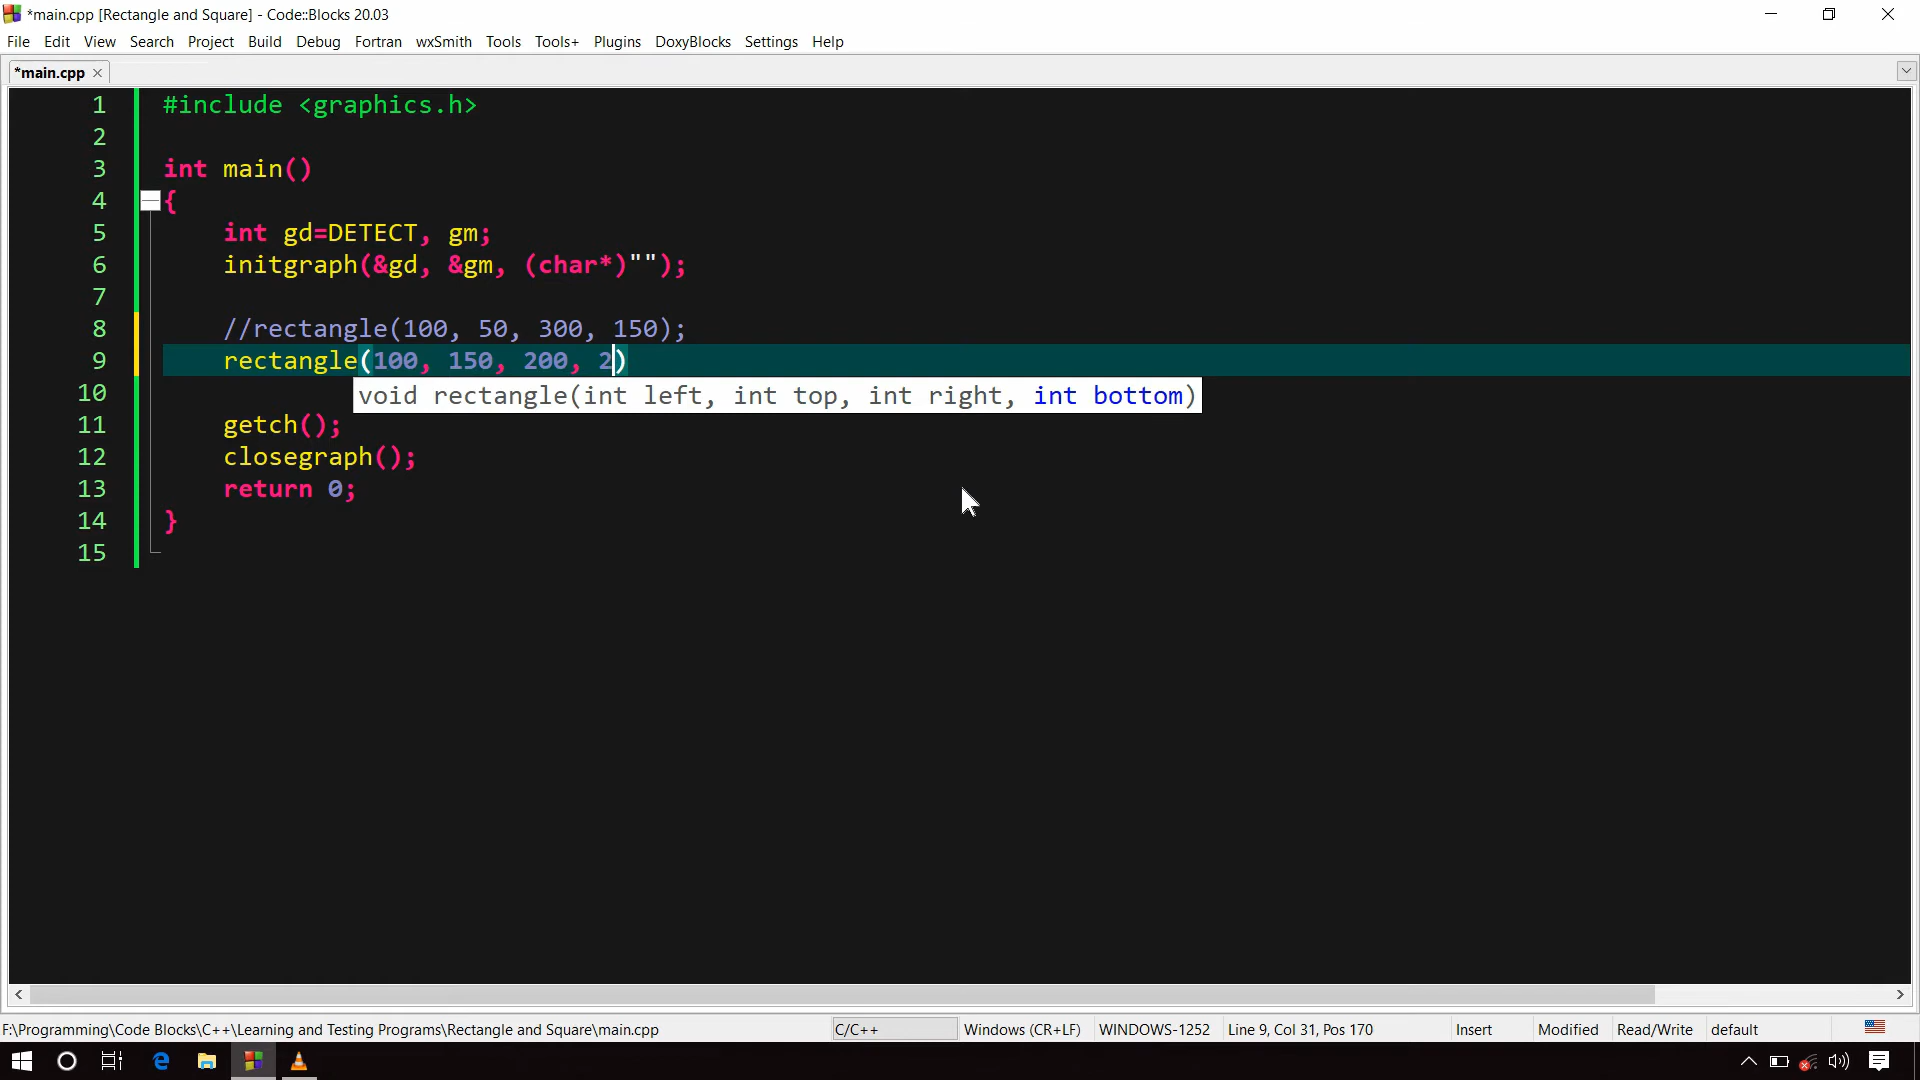 *main.cpp [Rectangle and Square] - Code::Blocks 20.03
File Edit View Search Project Build Debug Fortran wxSmith Tools Tools+ Plugins DoxyBlocks Settings Help
*main.cpp
1 #include <graphics.h>
2
3 int main()
4 {
5 int gd=DETECT, gm;
6 initgraph(&gd, &gm, (char*)"");
7
8 //rectangle(100, 50, 300, 150);
9 rectangle(100, 150, 200, 2)
10 void rectangle(int left, int top, int right, int bottom)
11 getch();
12 closegraph();
13 return 0;
14 }
15
F:\Programming\Code Blocks\C++\Learning and Testing Programs\Rectangle and Square\main.cpp C/C++ Windows (CR+LF) WINDOWS-1252 Line 9, Col 31, Pos 170 Insert Modified Read/Write default